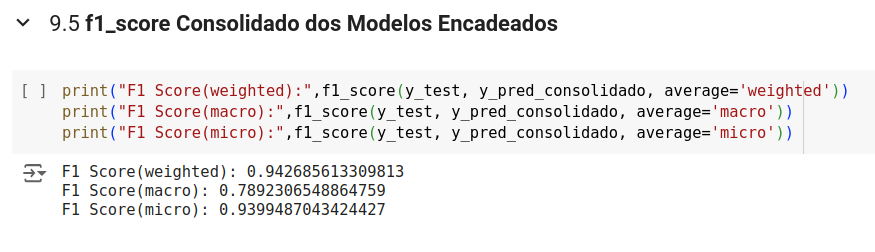 9.5 f1_score Consolidado dos Modelos Encadeados
[ ] print("F1 Score(weighted):",f1_score(y_test, y_pred_consolidado, average='weighted'))
print("F1 Score(macro):",f1_score(y_test, y_pred_consolidado, average='macro'))
print("F1 Score(micro):",f1_score(y_test, y_pred_consolidado, average='micro'))
F1 Score(weighted): 0.942685613309813
F1 Score(macro): 0.7892306548864759
F1 Score(micro): 0.9399487043424427